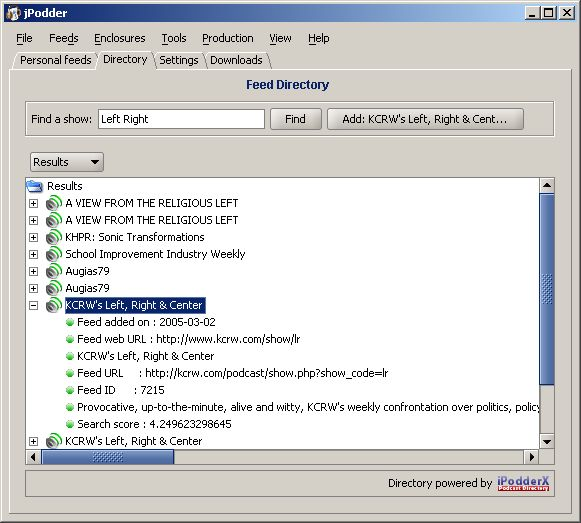 jPodder
File Feeds Enclosures Tools Production View Help
Personal feeds Directory Settings Downloads
Feed Directory
Find a show: Left Right Find Add: KCRW's Left, Right & Cent...
Results
Results
A VIEW FROM THE RELIGIOUS LEFT
A VIEW FROM THE RELIGIOUS LEFT
KHPR: Sonic Transformations
School Improvement Industry Weekly
Augias79
Augias79
KCRW's Left, Right & Center
Feed added on : 2005-03-02
Feed web URL : http://www.kcrw.com/show/lr
KCRW's Left, Right & Center
Feed URL : http://kcrw.com/podcast/show.php?show_code=lr
Feed ID : 7215
Provocative, up-to-the-minute, alive and witty, KCRW's weekly confrontation over politics, policy
Search score : 4.249623298645
KCRW's Left, Right & Center
Directory powered by iPodderX
Podcast Directory